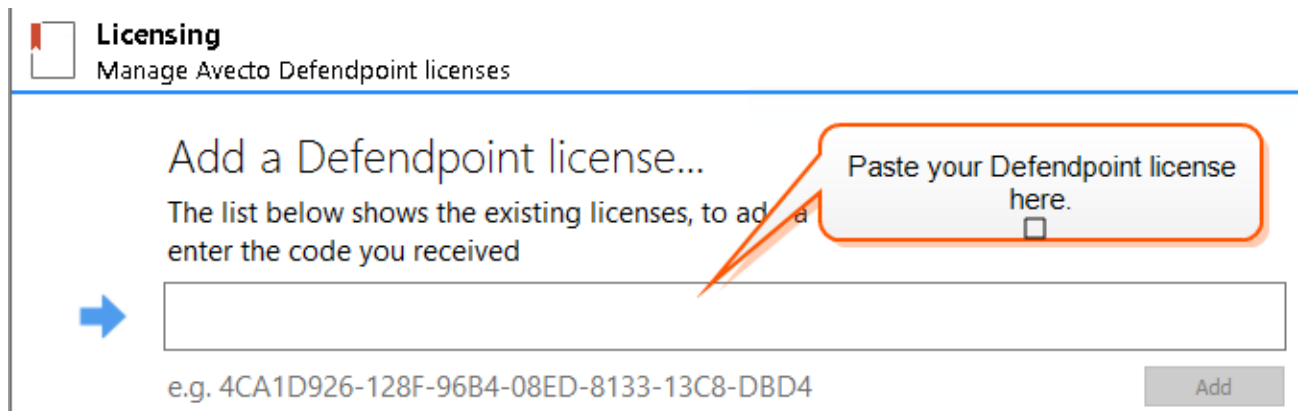 Licensing
Manage Avecto Defendpoint licenses
Add a Defendpoint license...
The list below shows the existing licenses, to add a
enter the code you received
Paste your Defendpoint license
here.
e.g. 4CA1D926-128F-96B4-08ED-8133-13C8-DBD4
Add